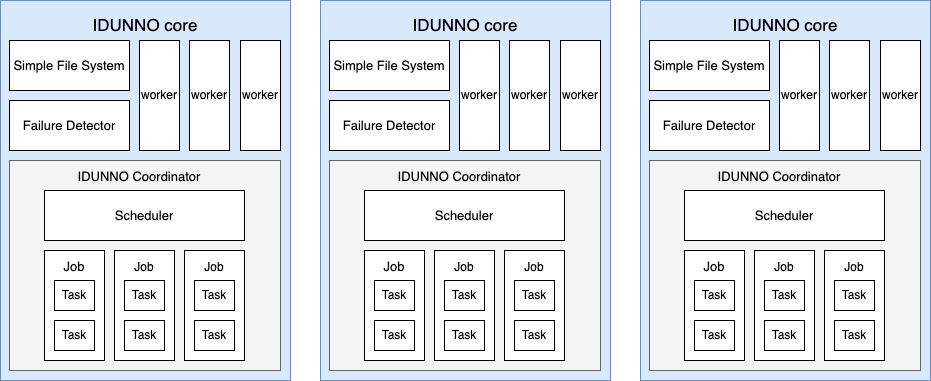 IDUNNO core
Simple File System
Failure Detector
worker
worker
worker
IDUNNO Coordinator
Scheduler
Job
Task
Task
Job
Task
Task
Job
Task
Task
IDUNNO core
Simple File System
Failure Detector
worker
worker
worker
IDUNNO Coordinator
Scheduler
Job
Task
Task
Job
Task
Task
Job
Task
Task
IDUNNO core
Simple File System
Failure Detector
worker
worker
worker
IDUNNO Coordinator
Scheduler
Job
Task
Task
Job
Task
Task
Job
Task
Task